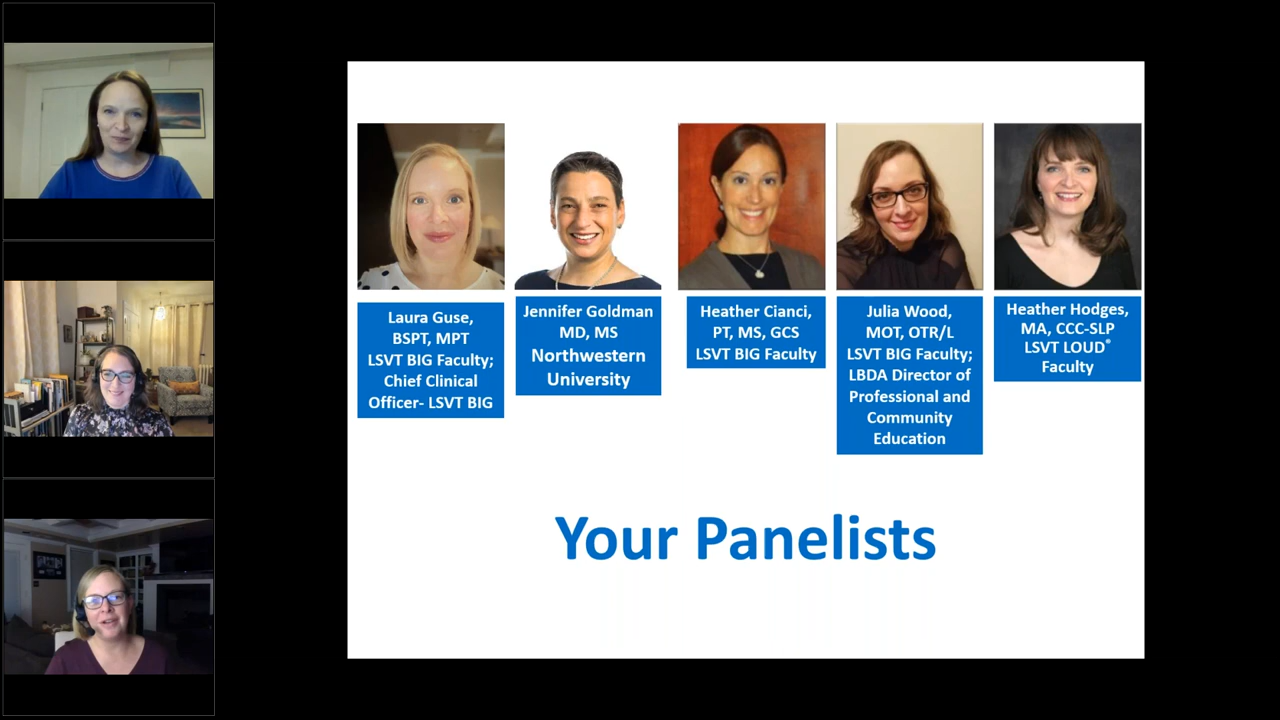 Laura Guse,
BSPT, MPT
LSVT BIG Faculty;
Chief Clinical
Officer- LSVT BIG
Jennifer Goldman
MD, MS
Northwestern
University
Heather Cianci,
PT, MS, GCS
LSVT BIG Faculty
Julia Wood,
MOT, OTR/L
LSVT BIG Faculty;
LBDA Director of
Professional and
Community
Education
Heather Hodges,
MA, CCC-SLP
LSVT LOUD®
Faculty
Your Panelists